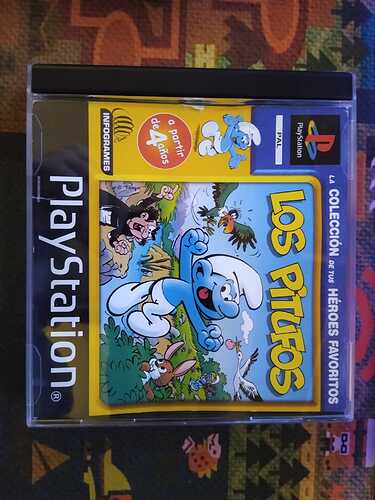 PlayStation®
INFOGRAMES
a partir
de 4 años
LOS PITUFOS
PlayStation
PAL
LA COLECCIÓN DE TUS HÉROES FAVORITOS